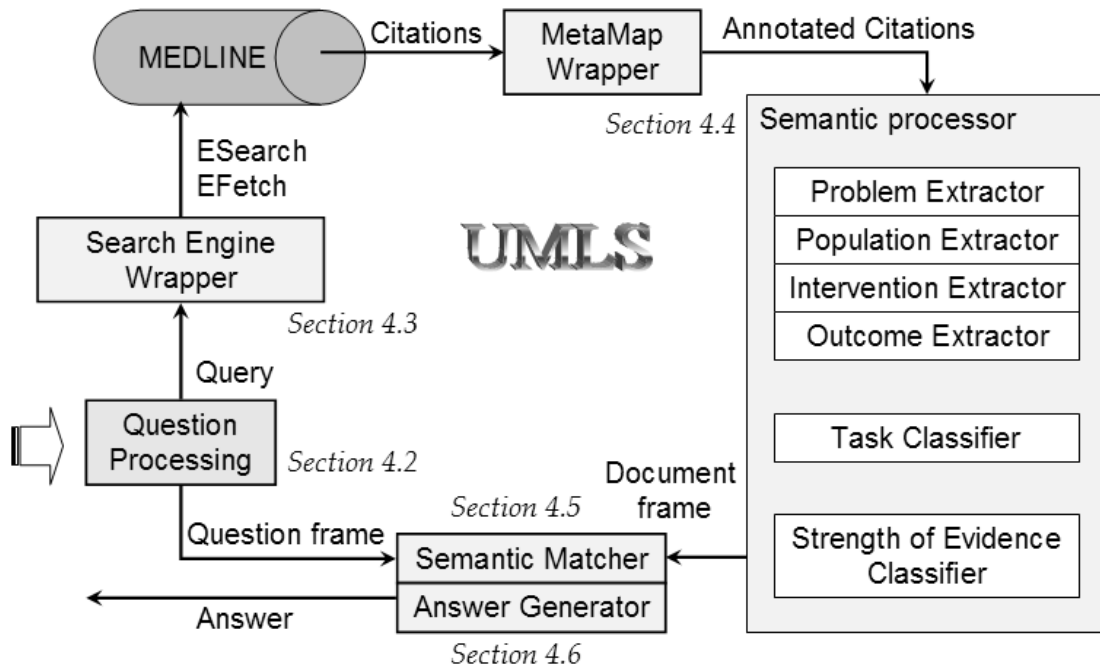 MEDLINE
Citations
MetaMap
Wrapper
Annotated Citations
Section 4.4
Semantic processor
Problem Extractor
Population Extractor
Intervention Extractor
Outcome Extractor
Task Classifier
Strength of Evidence
Classifier
ESearch
EFetch
UMLS
Search Engine
Wrapper
Section 4.3
Query
Question
Processing
Section 4.2
Document
frame
Section 4.5
Question frame
Semantic Matcher
Answer Generator
Answer
Section 4.6